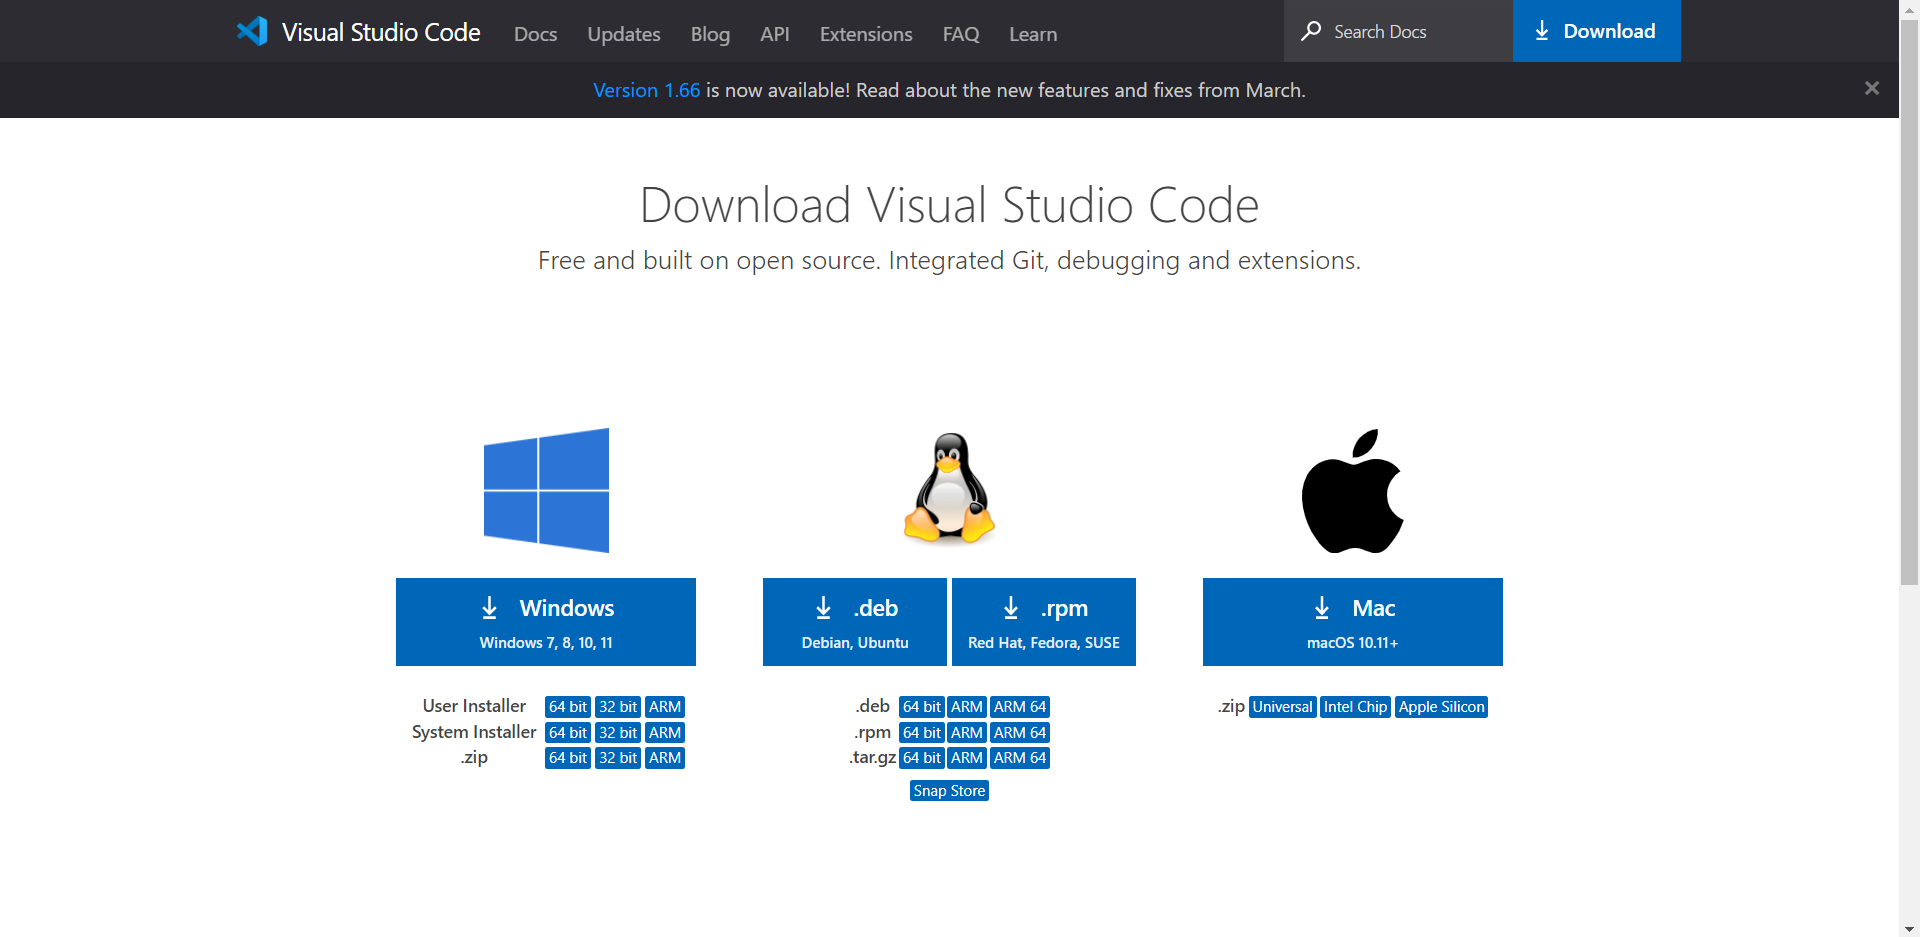 Visual Studio Code Docs Updates Blog API Extensions FAQ Learn Search Docs Download
Version 1.66 is now available! Read about the new features and fixes from March.
Download Visual Studio Code
Free and built on open source. Integrated Git, debugging and extensions.
Windows
Windows 7, 8, 10, 11
User Installer 64 bit 32 bit ARM
System Installer 64 bit 32 bit ARM
.zip 64 bit 32 bit ARM
.deb
Debian, Ubuntu
.rpm
Red Hat, Fedora, SUSE
.deb 64 bit ARM ARM 64
.rpm 64 bit ARM ARM 64
.tar.gz 64 bit ARM ARM 64
Snap Store
Mac
macOS 10.11+
.zip Universal Intel Chip Apple Silicon